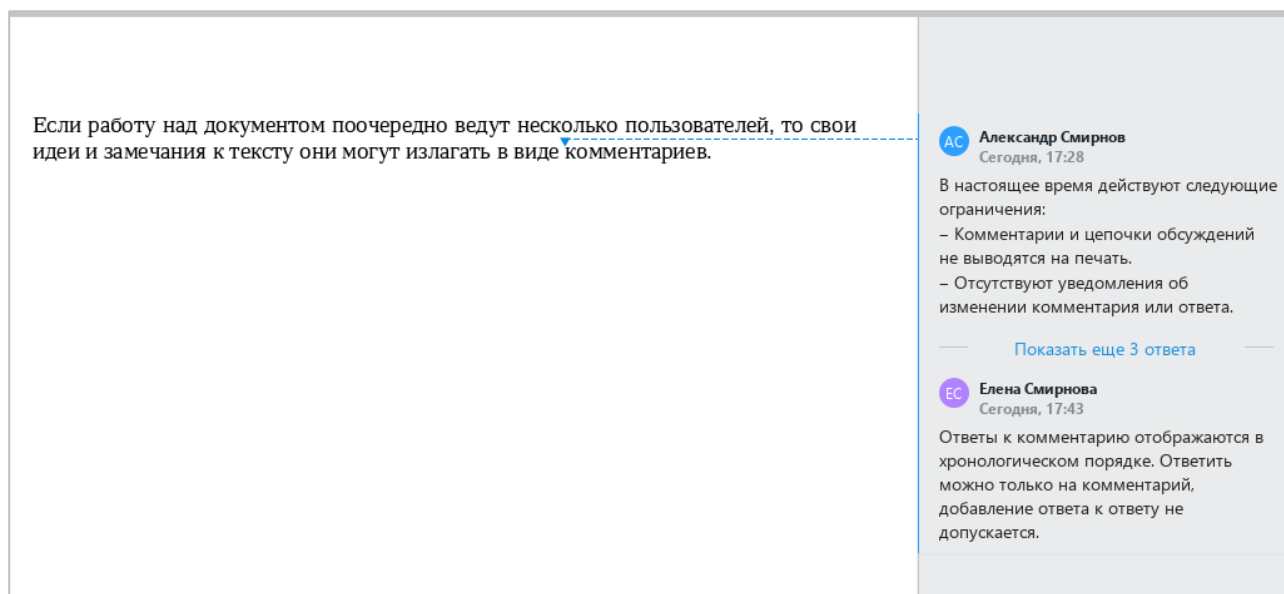 Если работу над документом поочередно ведут несколько пользователей, то свои
идеи и замечания к тексту они могут излагать в виде комментариев.
АС
Александр Смирнов
Сегодня, 17:28
В настоящее время действуют следующие
ограничения:
– Комментарии и цепочки обсуждений
не выводятся на печать.
– Отсутствуют уведомления об
изменении комментария или ответа.
Показать еще 3 ответа
ЕС
Елена Смирнова
Сегодня, 17:43
Ответы к комментарию отображаются в
хронологическом порядке. Ответить
можно только на комментарий,
добавление ответа к ответу не
допускается.